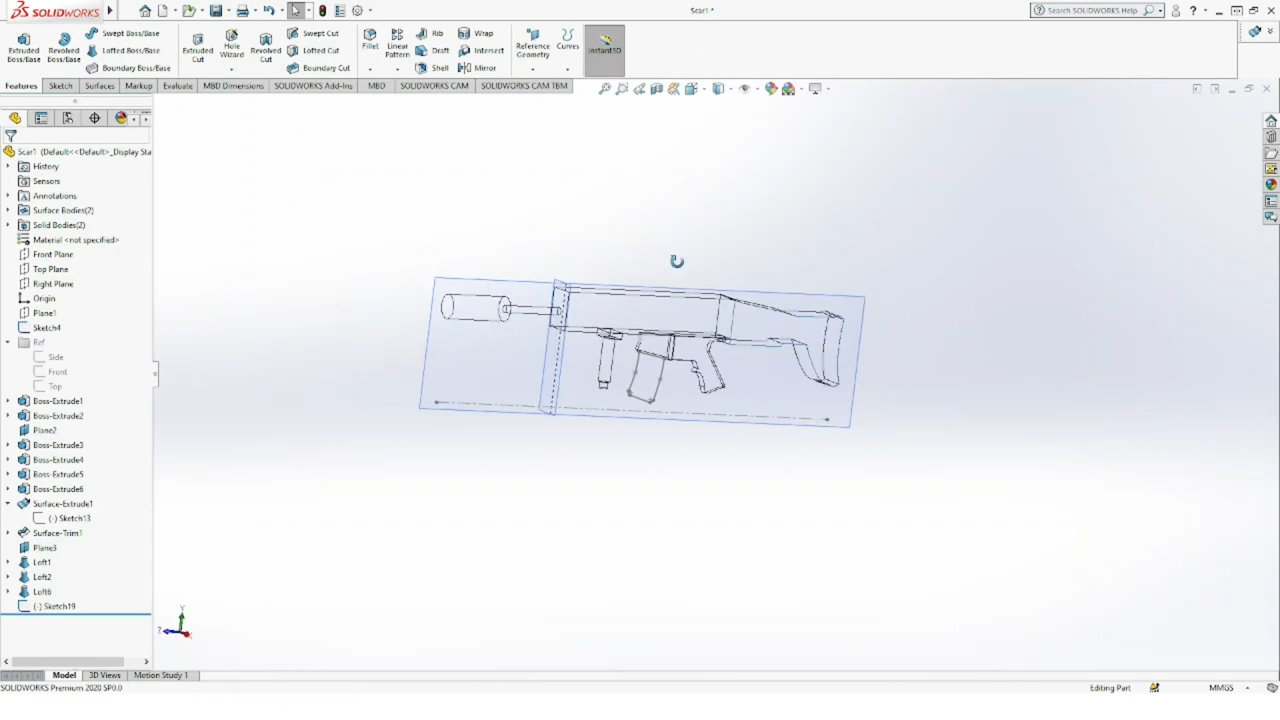 SOLIDWORKS
Scar1 *
Search SOLIDWORKS Help
Extruded Boss/Base
Revolved Boss/Base
Swept Boss/Base
Lofted Boss/Base
Boundary Boss/Base
Extruded Cut
Hole Wizard
Revolved Cut
Swept Cut
Lofted Cut
Boundary Cut
Fillet
Linear Pattern
Rib
Draft
Shell
Wrap
Intersect
Mirror
Reference Geometry
Curves
Instant3D
Features Sketch Surfaces Markup Evaluate MBD Dimensions SOLIDWORKS Add-Ins MBD SOLIDWORKS CAM SOLIDWORKS CAM TBM
Scar1 (Default<<Default>_Display Sta
History
Sensors
Annotations
Surface Bodies(2)
Solid Bodies(2)
Material <not specified>
Front Plane
Top Plane
Right Plane
Origin
Plane1
Sketch4
Ref
Side
Front
Top
Boss-Extrude1
Boss-Extrude2
Plane2
Boss-Extrude3
Boss-Extrude4
Boss-Extrude5
Boss-Extrude6
Surface-Extrude1
(-) Sketch13
Surface-Trim1
Plane3
Loft1
Loft2
Loft6
(-) Sketch19
Y
Z
Model 3D Views Motion Study 1
SOLIDWORKS Premium 2020 SP0.0 Editing Part MMGS